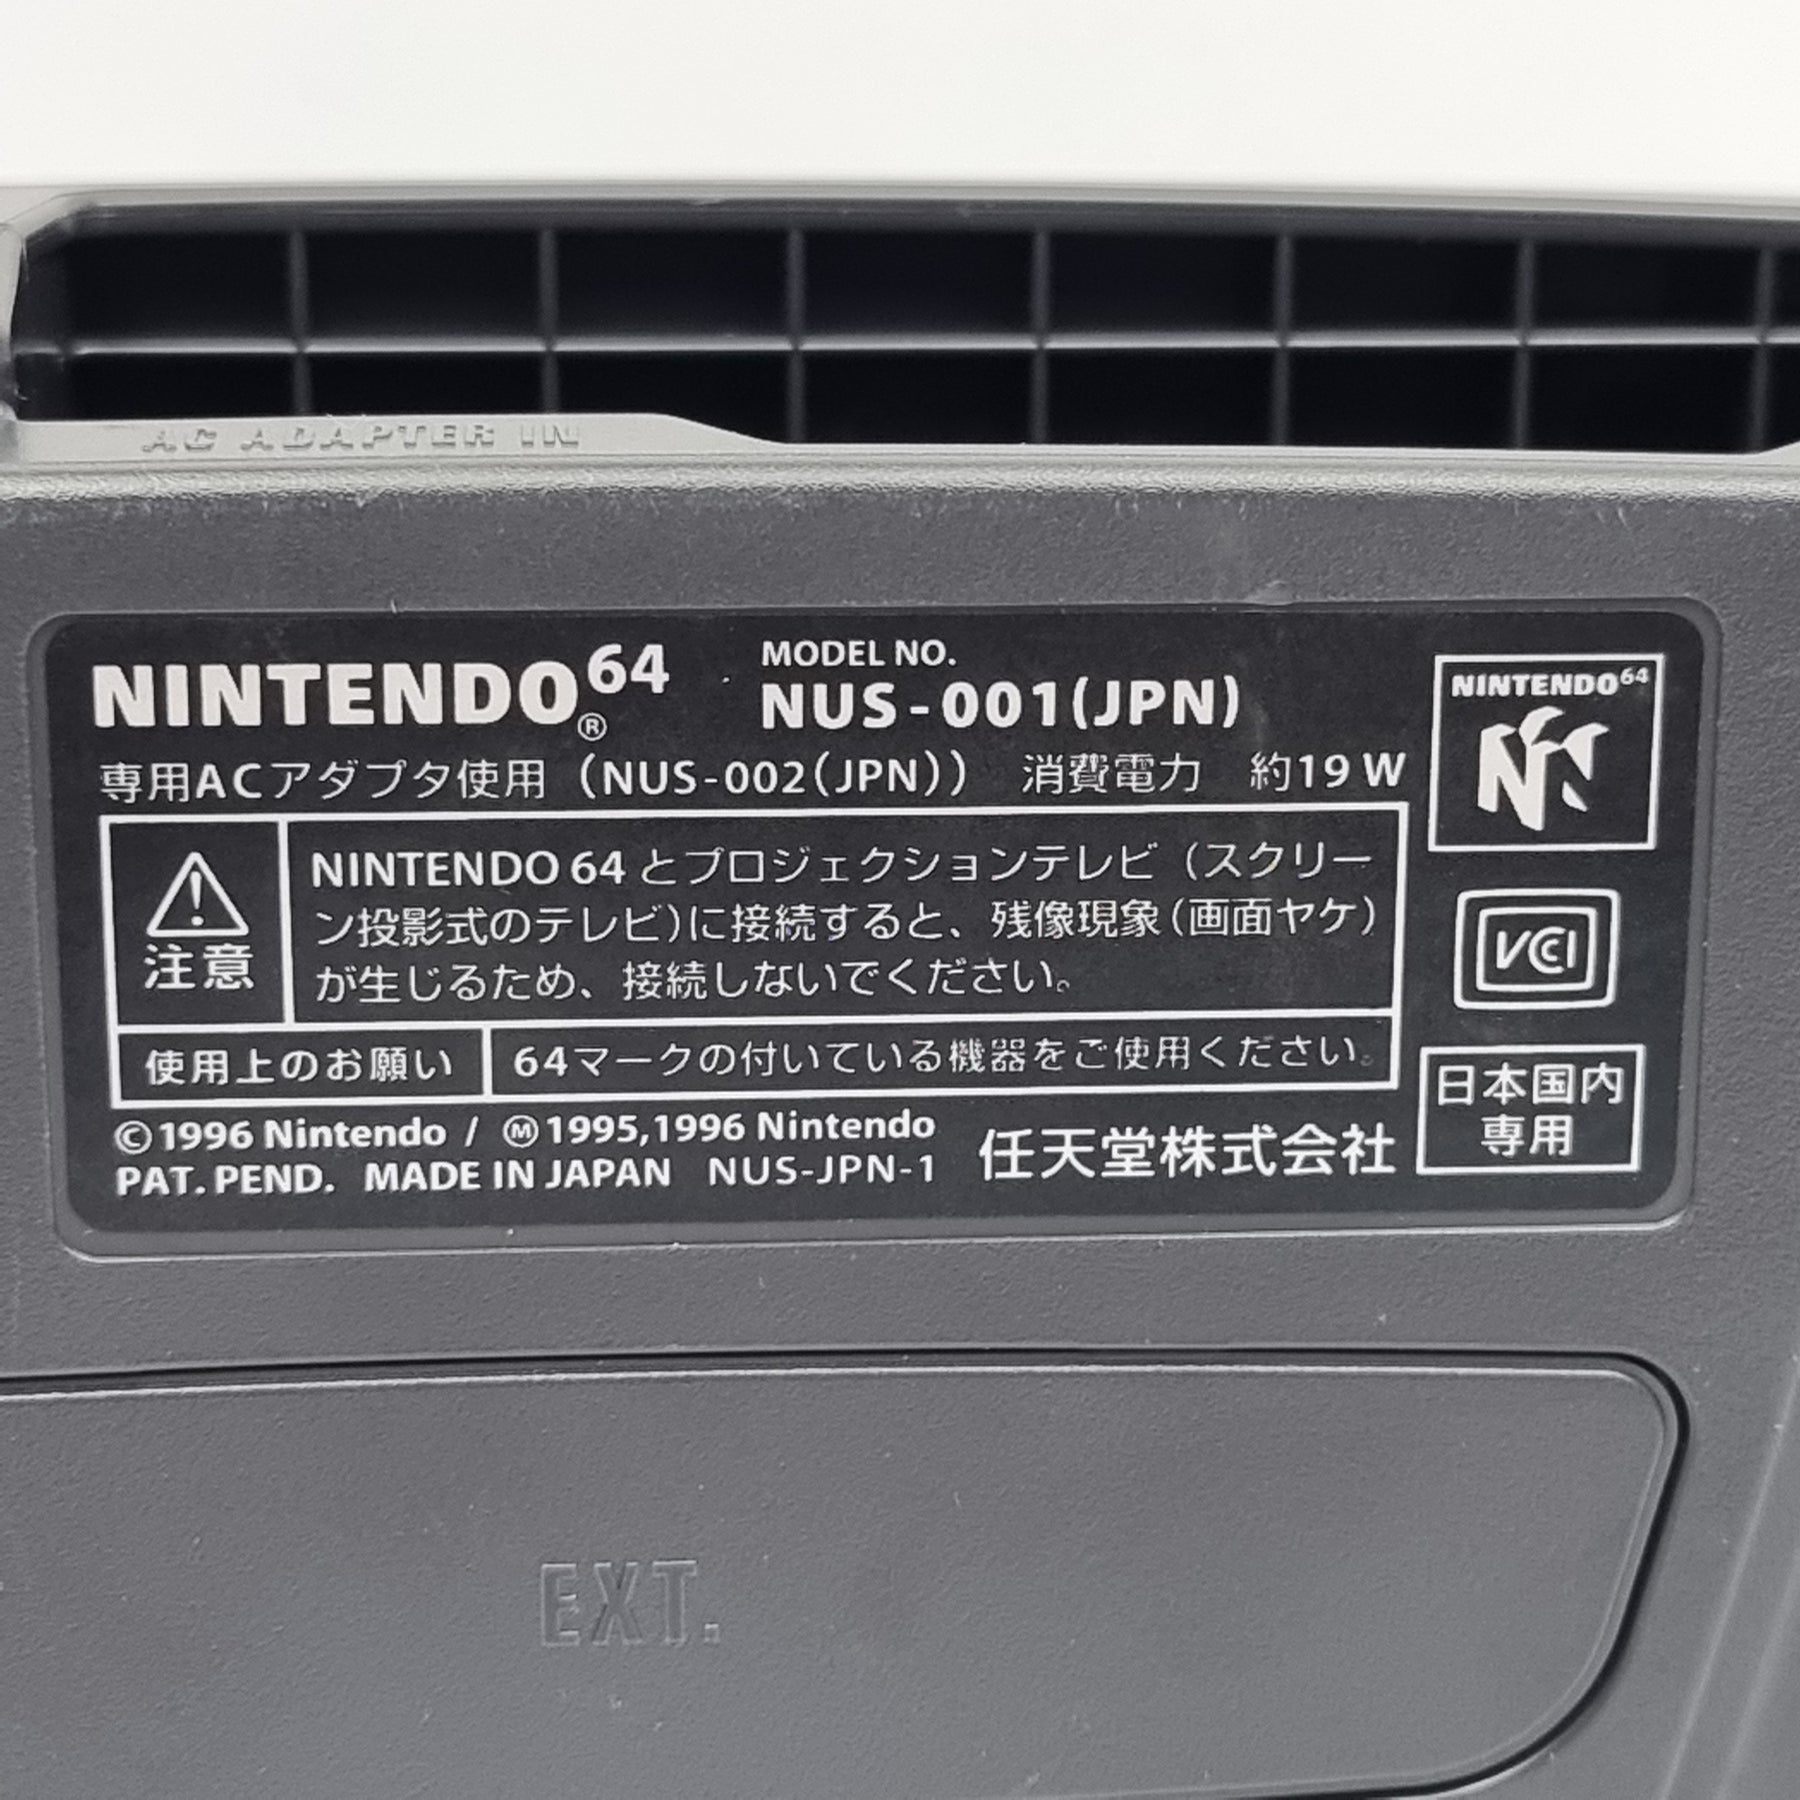 AC ADAPTER IN
NINTENDO64®
MODEL NO.
NUS-001(JPN)
専用ACアダプタ使用（NUS-002(JPN)） 消費電力 約19W
注意
NINTENDO 64 とプロジェクションテレビ（スクリー
ン投影式のテレビ)に接続すると、残像現象（画面ヤケ）
が生じるため、接続しないでください。
使用上のお願い
64マークの付いている機器をご使用ください。
©1996 Nintendo / Ⓜ1995,1996 Nintendo
PAT. PEND. MADE IN JAPAN NUS-JPN-1
任天堂株式会社
NINTENDO64
VCCI
日本国内
専用
EXT.